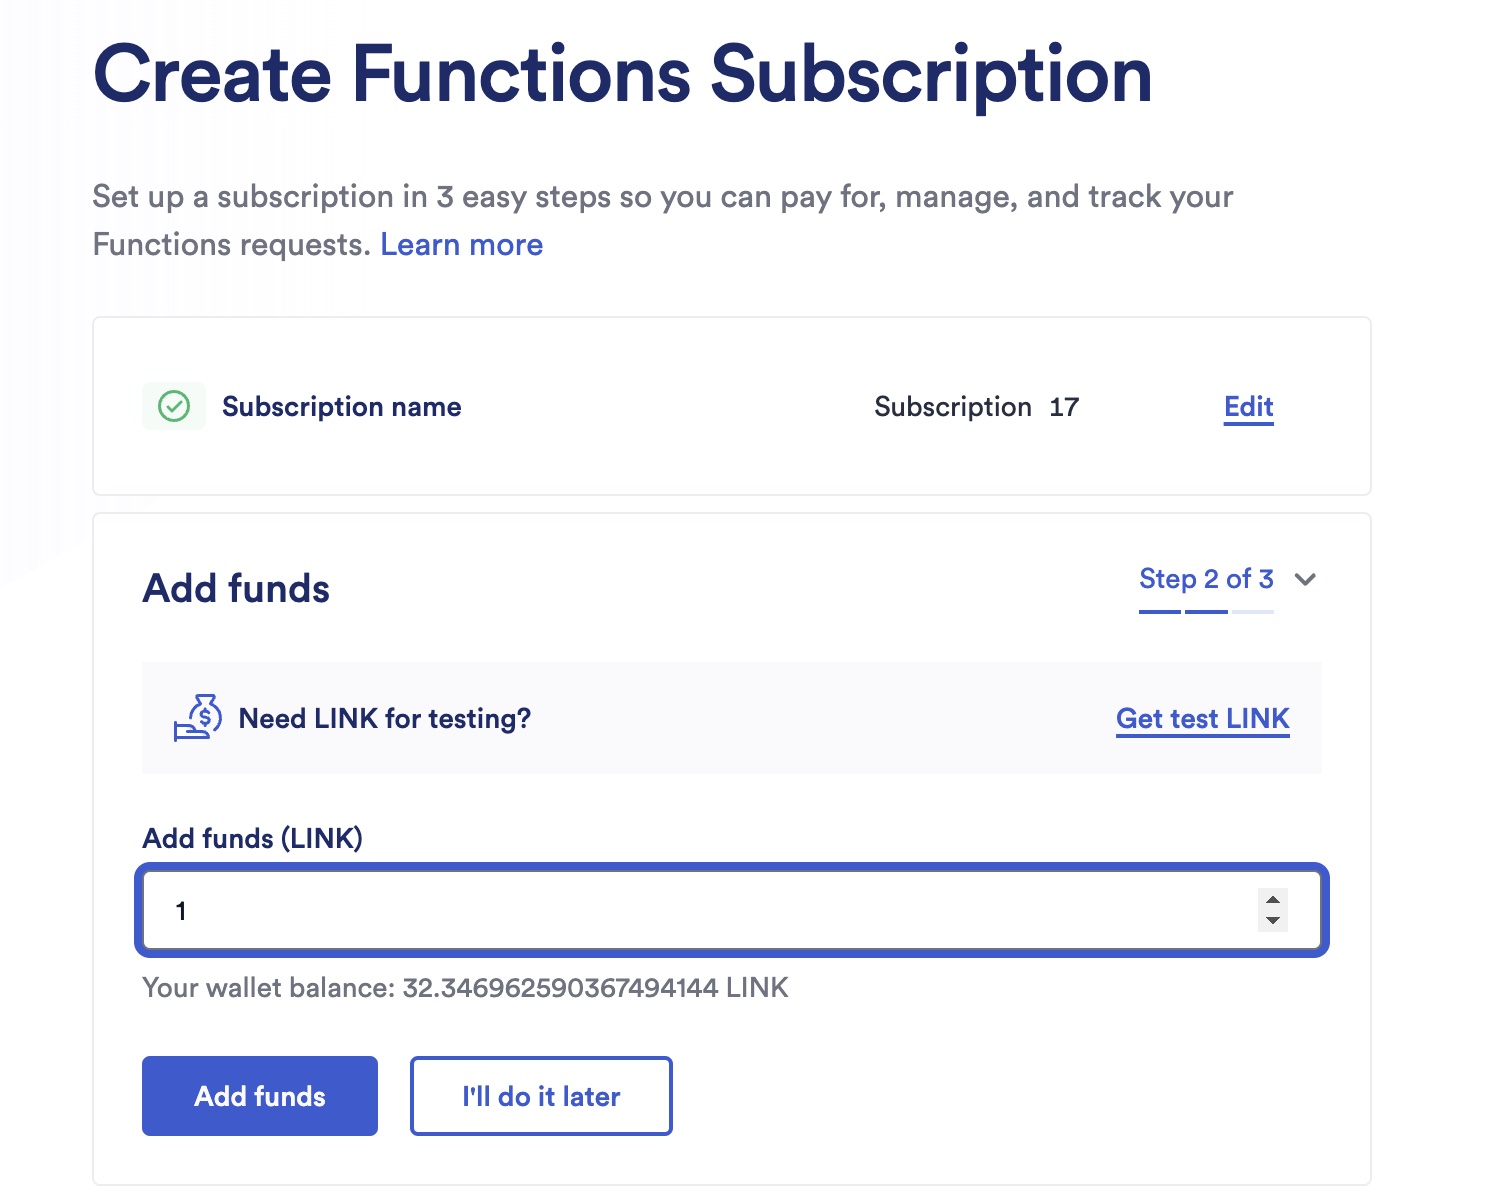 Create Functions Subscription
Set up a subscription in 3 easy steps so you can pay for, manage, and track your
Functions requests. Learn more
Subscription name Subscription 17 Edit
Add funds Step 2 of 3
Need LINK for testing? Get test LINK
Add funds (LINK)
1
Your wallet balance: 32.346962590367494144 LINK
Add funds I'll do it later